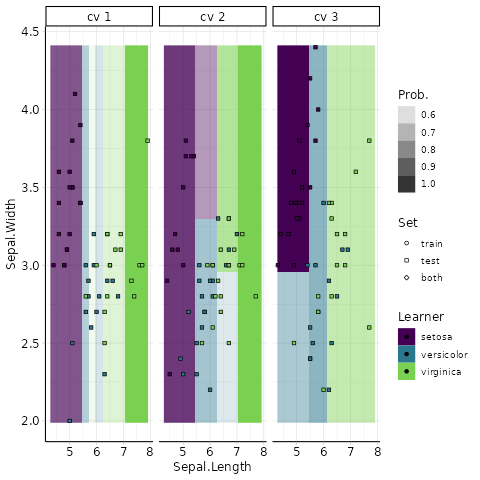 cv 1 cv 2 cv 3
4.5
4.0
3.5
3.0
2.5
2.0
Sepal.Width
5 6 7 8 5 6 7 8 5 6 7 8
Sepal.Length
Prob.
0.6
0.7
0.8
0.9
1.0
Set
train
test
both
Learner
setosa
versicolor
virginica